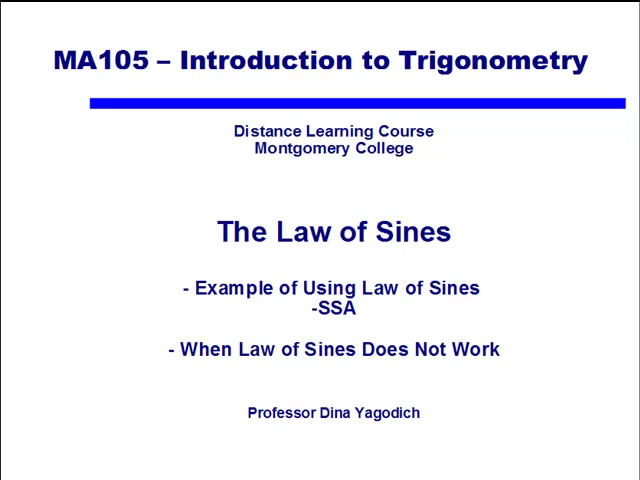 MA105 – Introduction to Trigonometry
Distance Learning Course
Montgomery College
The Law of Sines
- Example of Using Law of Sines
-SSA
- When Law of Sines Does Not Work
Professor Dina Yagodich